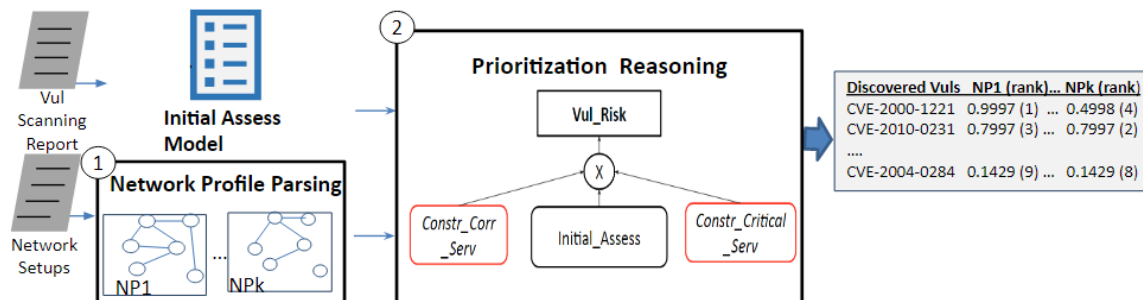 Vul
Scanning
Report
Initial Assess
Model
1
Network Profile Parsing
Network
Setups
NP1
...
NPk
2
Prioritization Reasoning
Vul_Risk
X
Constr_Corr
_Serv
Initial_Assess
Constr_Critical
_Serv
Discovered Vuls NP1 (rank)... NPk (rank)
CVE-2000-1221 0.9997 (1) ... 0.4998 (4)
CVE-2010-0231 0.7997 (3) ... 0.7997 (2)
....
CVE-2004-0284 0.1429 (9) ... 0.1429 (8)